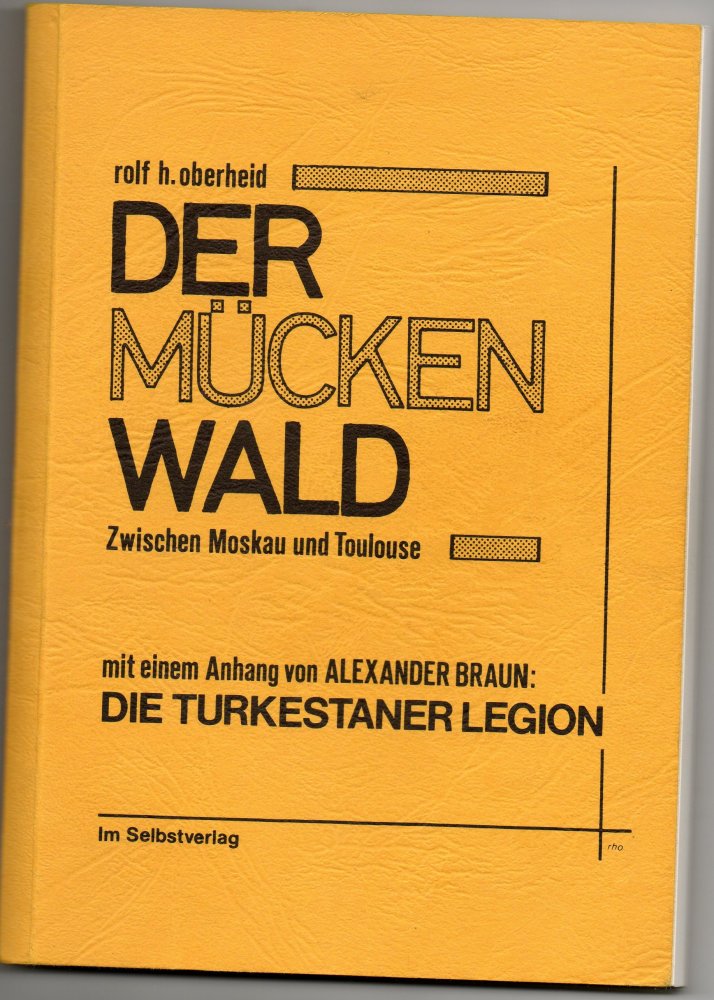 rolf h. oberheid
DER
MÜCKEN
WALD
Zwischen Moskau und Toulouse
mit einem Anhang von ALEXANDER BRAUN:
DIE TURKESTANER LEGION
Im Selbstverlag
rho